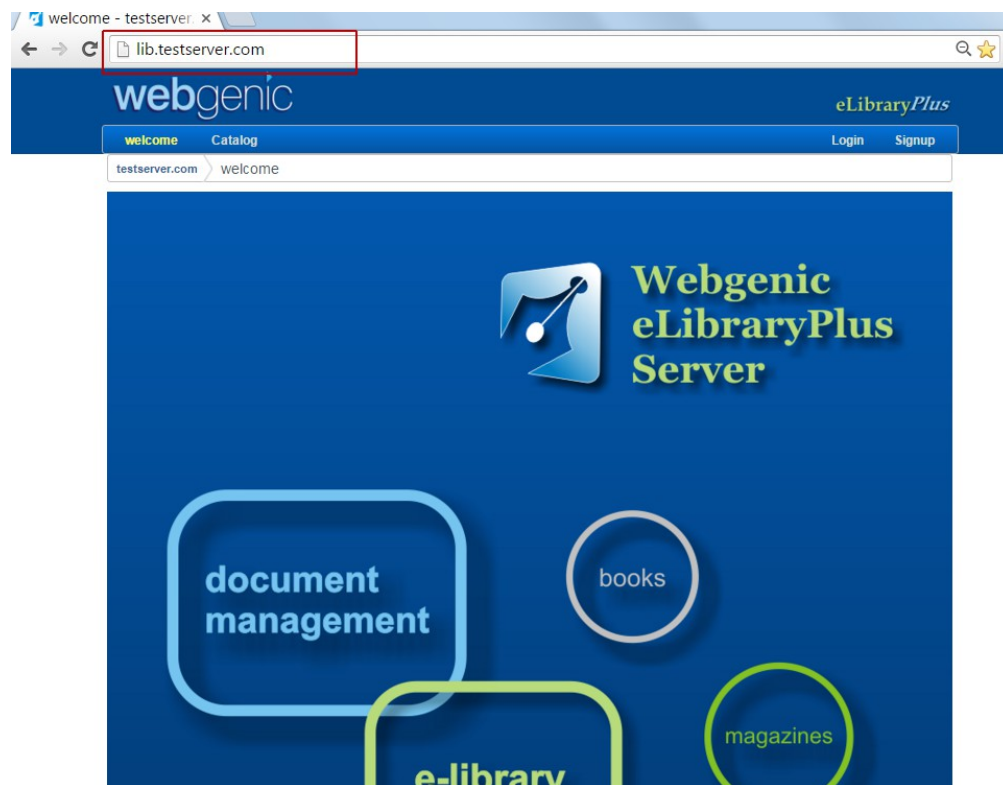 welcome - testserver.
lib.testserver.com
webgenic
eLibraryPlus
welcome Catalog Login Signup
testserver.com welcome
Webgenic
eLibraryPlus
Server
document
management
books
magazines
e-library